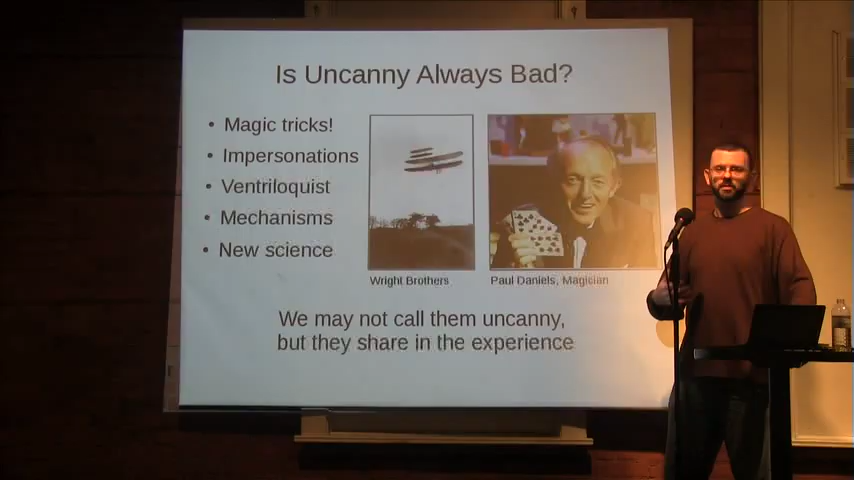 Is Uncanny Always Bad?
• Magic tricks!
• Impersonations
• Ventriloquist
• Mechanisms
• New science
Wright Brothers
Paul Daniels, Magician
We may not call them uncanny,
but they share in the experience